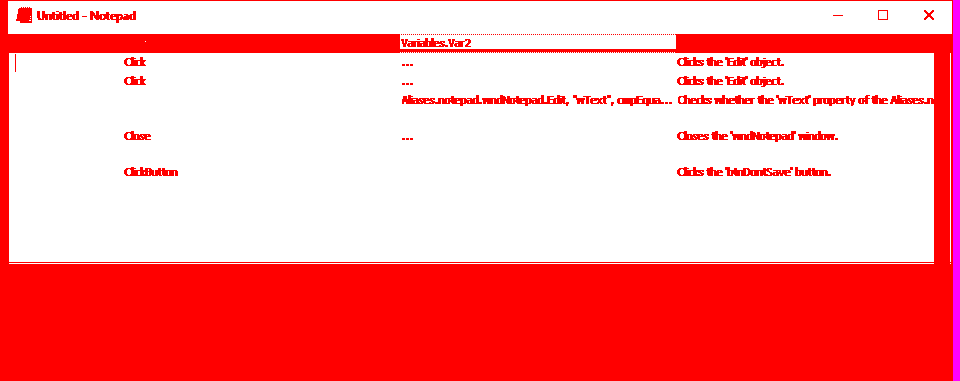 Untitled - Notepad
Variables.Var2
Click ... Clicks the 'Edit' object.
Click ... Clicks the 'Edit' object.
Aliases.notepad.wndNotepad.Edit, "wText", cmpEqua... Checks whether the 'wText' property of the Aliases.n
Close ... Closes the 'wndNotepad' window.
ClickButton Clicks the 'btnDontSave' button.